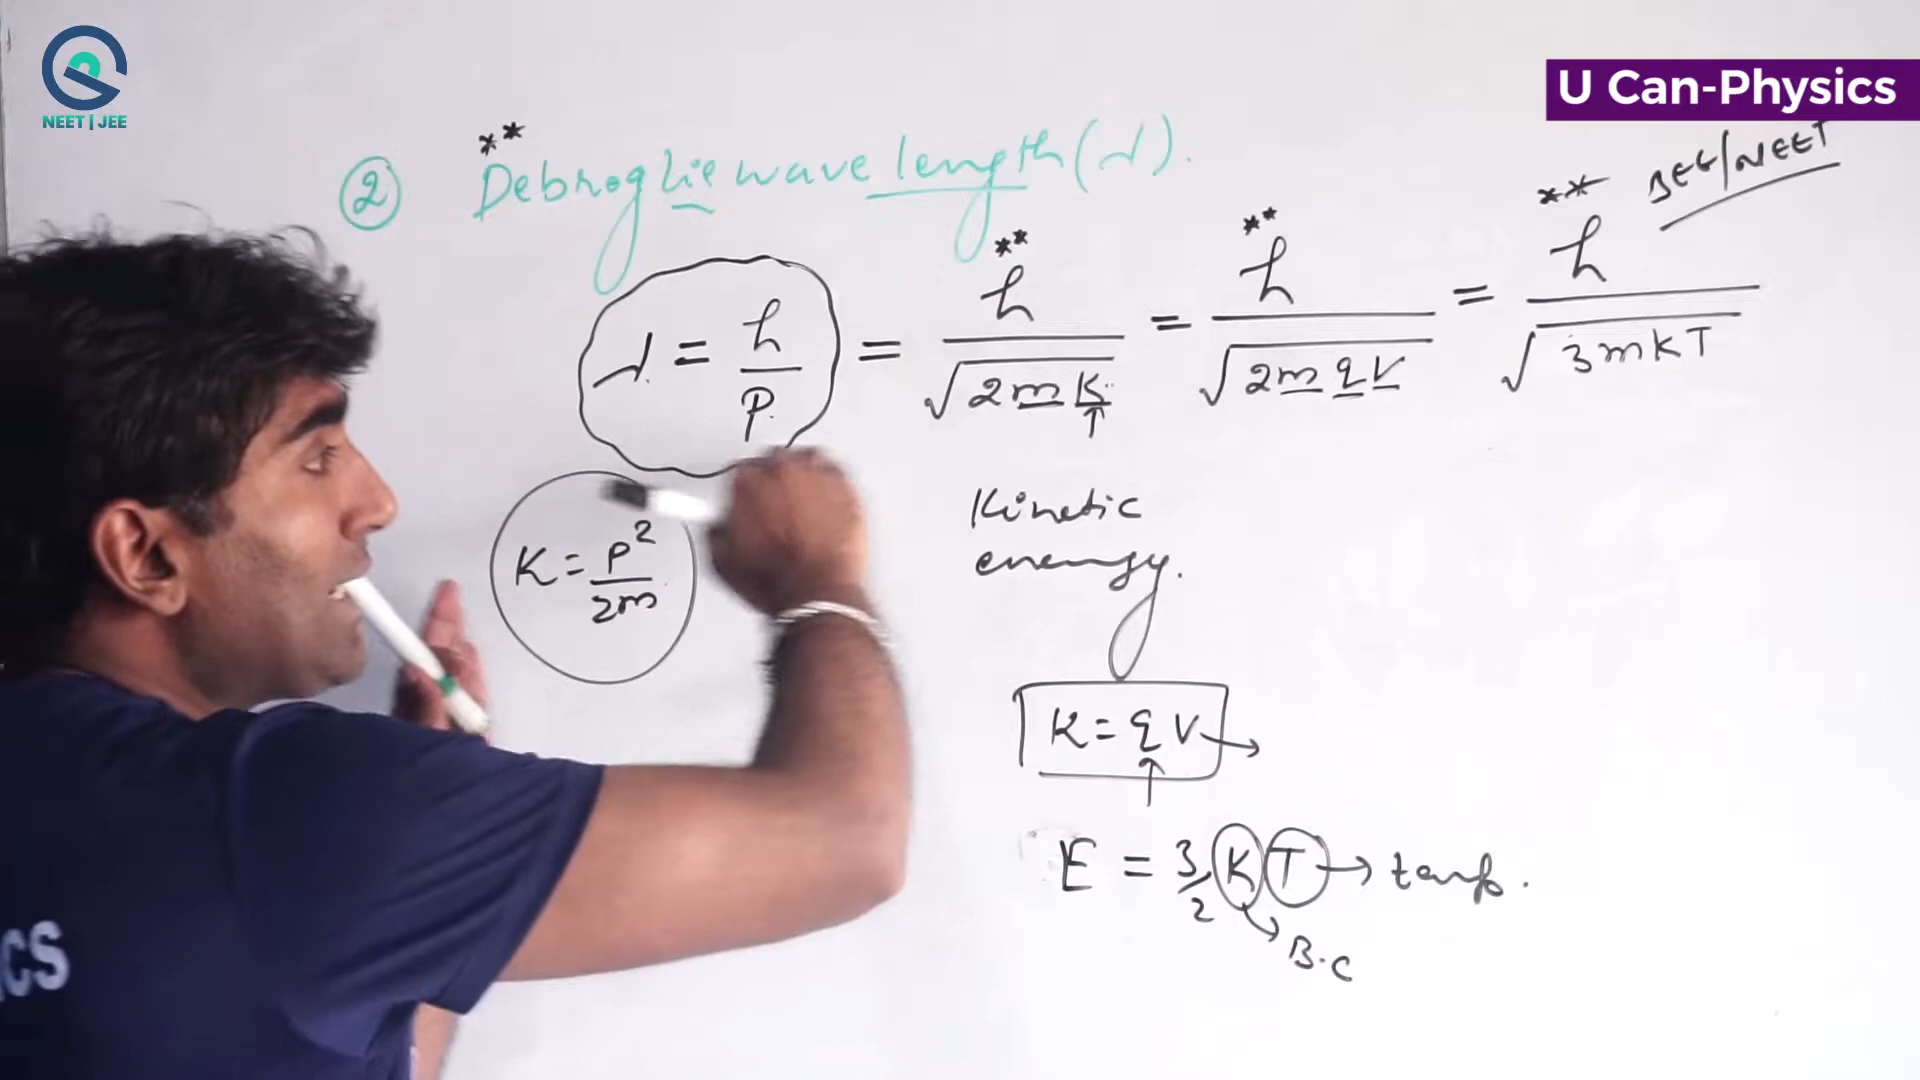 NEET | JEE
U Can-Physics
** 
② Debroglie wave length (λ).
** ** ** JEE/NEET
λ = h/P = h/√2mK = h/√2mqV = h/√3mKT
K = P²/2m
Kinetic
energy.
K = qV →
E = 3/2 K T → temp.
B.C
CS